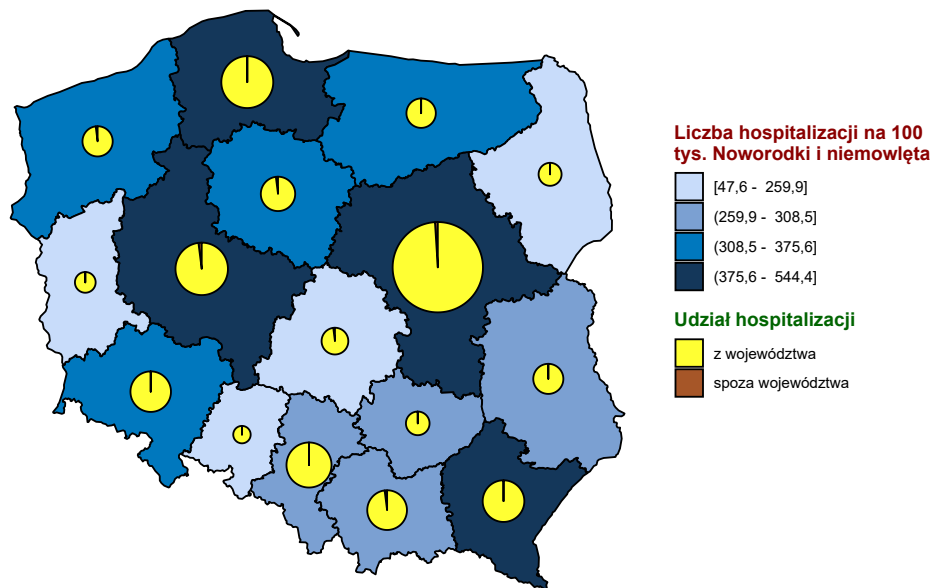 Liczba hospitalizacji na 100
tys. Noworodki i niemowlęta
[47,6 - 259,9]
(259,9 - 308,5]
(308,5 - 375,6]
(375,6 - 544,4]
Udział hospitalizacji
z województwa
spoza województwa